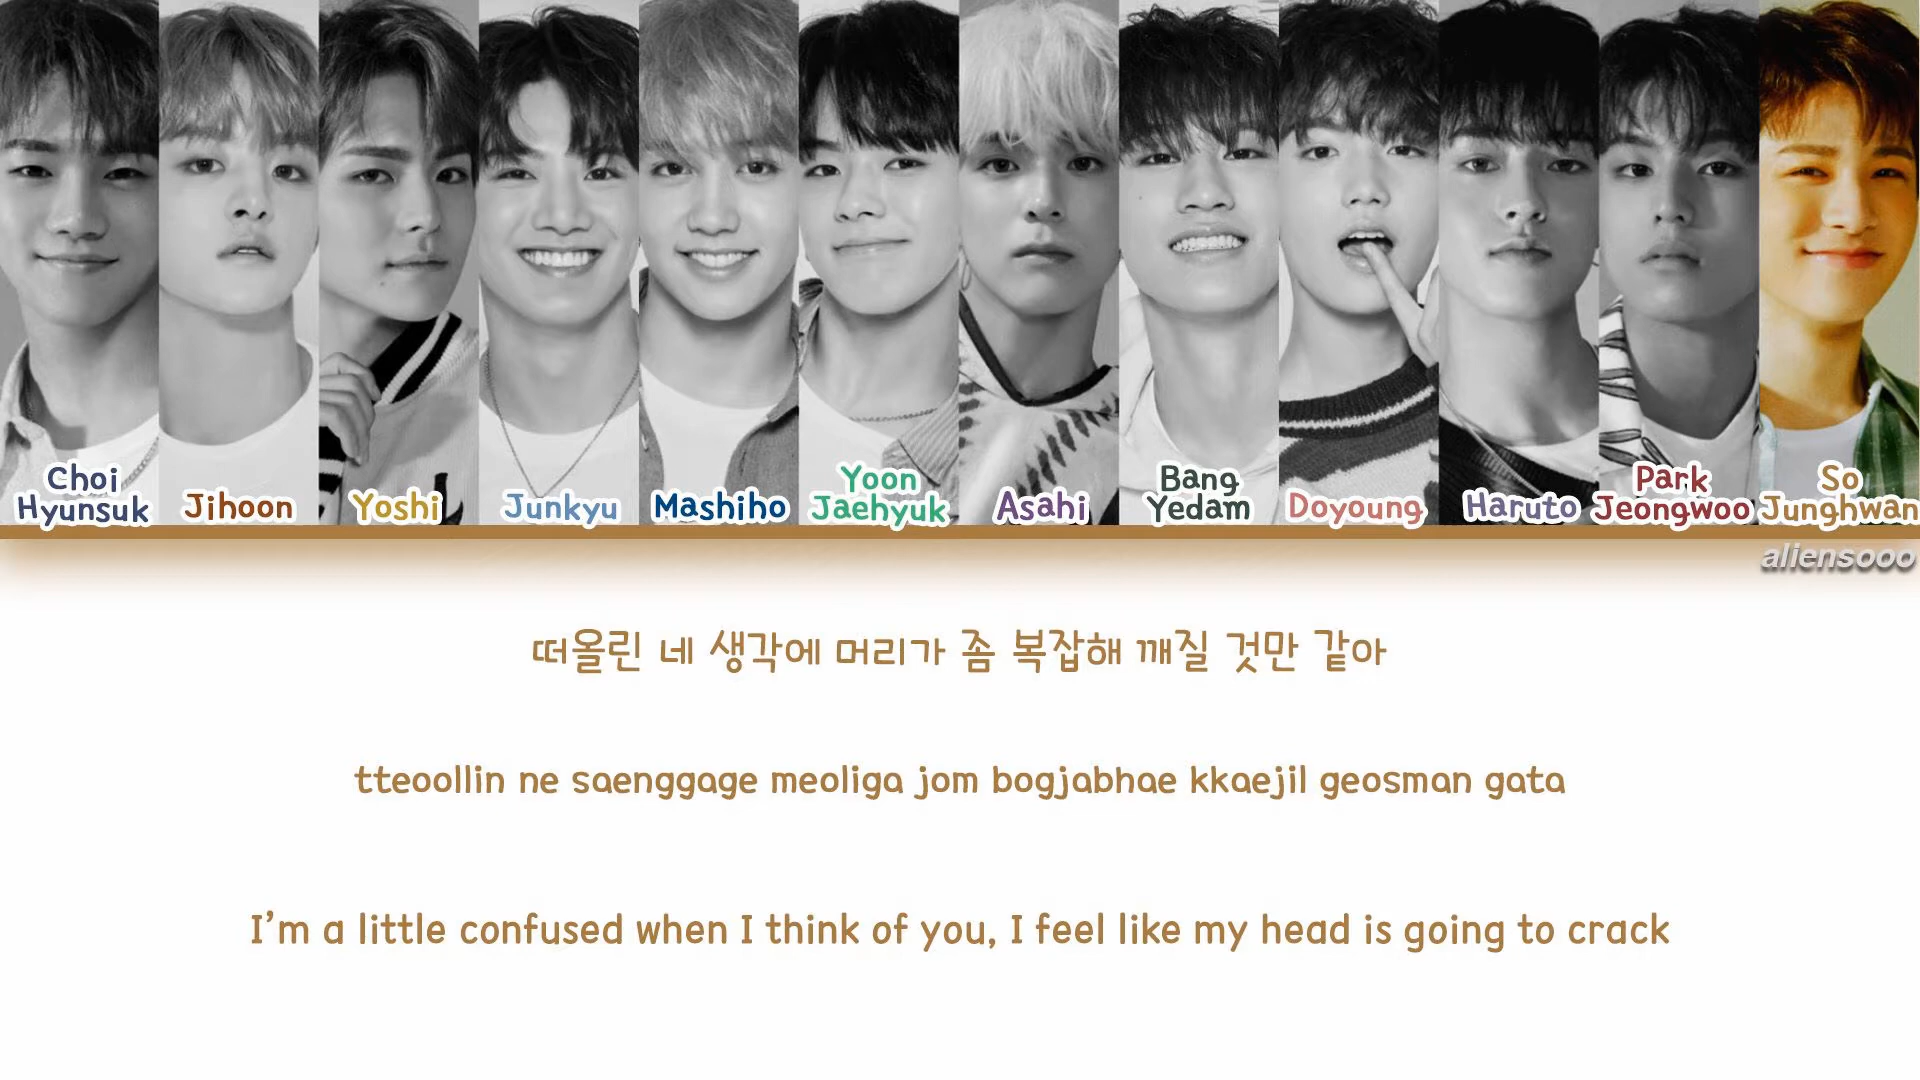 Choi
Hyunsuk
Jihoon
Yoshi
Junkyu
Mashiho
Yoon
Jaehyuk
Asahi
Bang
Yedam
Doyoung
Haruto
Park
Jeongwoo
So
Junghwan
aliensooo
떠올린 네 생각에 머리가 좀 복잡해 깨질 것만 같아
tteoollin ne saenggage meoliga jom bogjabhae kkaejil geosman gata
I'm a little confused when I think of you, I feel like my head is going to crack